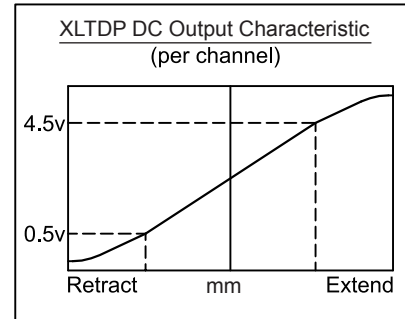 XLTDP DC Output Characteristic
(per channel)
4.5v
0.5v
Retract mm Extend